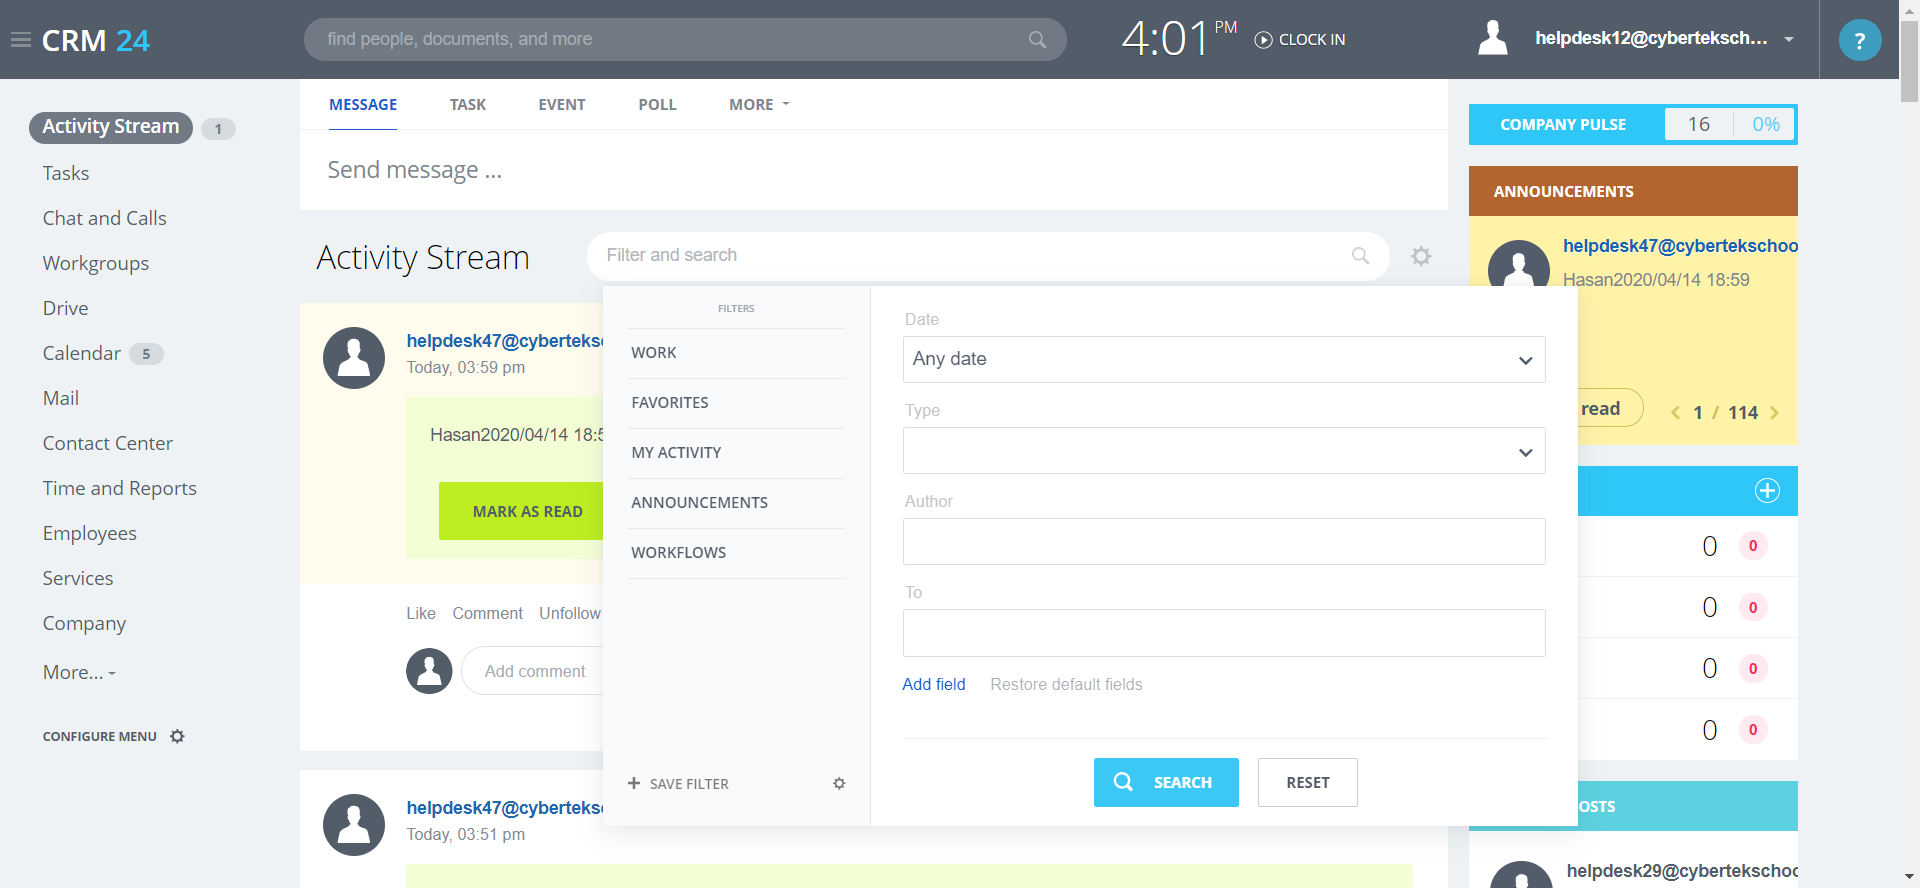 CRM 24
find people, documents, and more
4:01 PM
CLOCK IN
helpdesk12@cyberteksch...
?
Activity Stream 1
Tasks
Chat and Calls
Workgroups
Drive
Calendar 5
Mail
Contact Center
Time and Reports
Employees
Services
Company
More...
CONFIGURE MENU
MESSAGE TASK EVENT POLL MORE
Send message ...
Activity Stream
Filter and search
helpdesk47@cyberteks
Today, 03:59 pm
Hasan2020/04/14 18:5
MARK AS READ
Like Comment Unfollow
Add comment
helpdesk47@cyberteks
Today, 03:51 pm
FILTERS
WORK
FAVORITES
MY ACTIVITY
ANNOUNCEMENTS
WORKFLOWS
+ SAVE FILTER
Date
Any date
Type
Author
To
Add field Restore default fields
SEARCH RESET
COMPANY PULSE 16 0%
ANNOUNCEMENTS
helpdesk47@cybertekschoo
Hasan2020/04/14 18:59
read
1 / 114
0 0
0 0
0 0
0 0
OSTS
helpdesk29@cybertekschoo